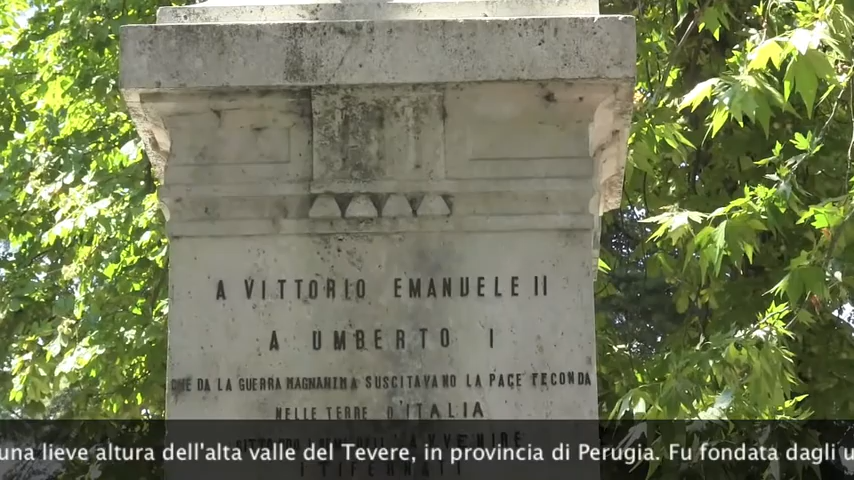 A VITTORIO EMANUELE II
A UMBERTO I
CHE DA LA GUERRA MAGNANIMA SUSCITAVANO LA PACE FECONDA
NELLE TERRE D'ITALIA
I TIFERNATI
una lieve altura dell'alta valle del Tevere, in provincia di Perugia. Fu fondata dagli u